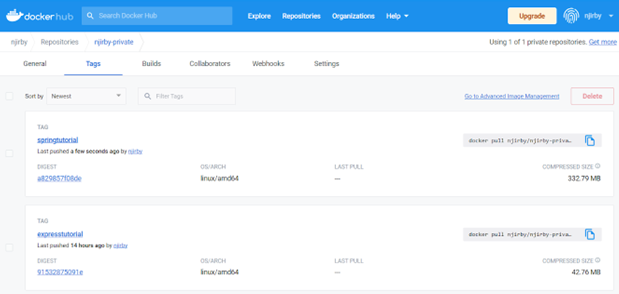 docker hub
Search Docker Hub
Explore Repositories Organizations Help
Upgrade
njirby
njirby Repositories njirby-private
Using 1 of 1 private repositories. Get more
General Tags Builds Collaborators Webhooks Settings
Sort by Newest Filter Tags Go to Advanced Image Management Delete
TAG
springtutorial docker pull njirby/njirby-priva...
Last pushed a few seconds ago by njirby
DIGEST OS/ARCH LAST PULL COMPRESSED SIZE
a829857f08de linux/amd64 --- 332.79 MB
TAG
expresstutorial docker pull njirby/njirby-priva...
Last pushed 14 hours ago by njirby
DIGEST OS/ARCH LAST PULL COMPRESSED SIZE
91532875091e linux/amd64 --- 42.76 MB